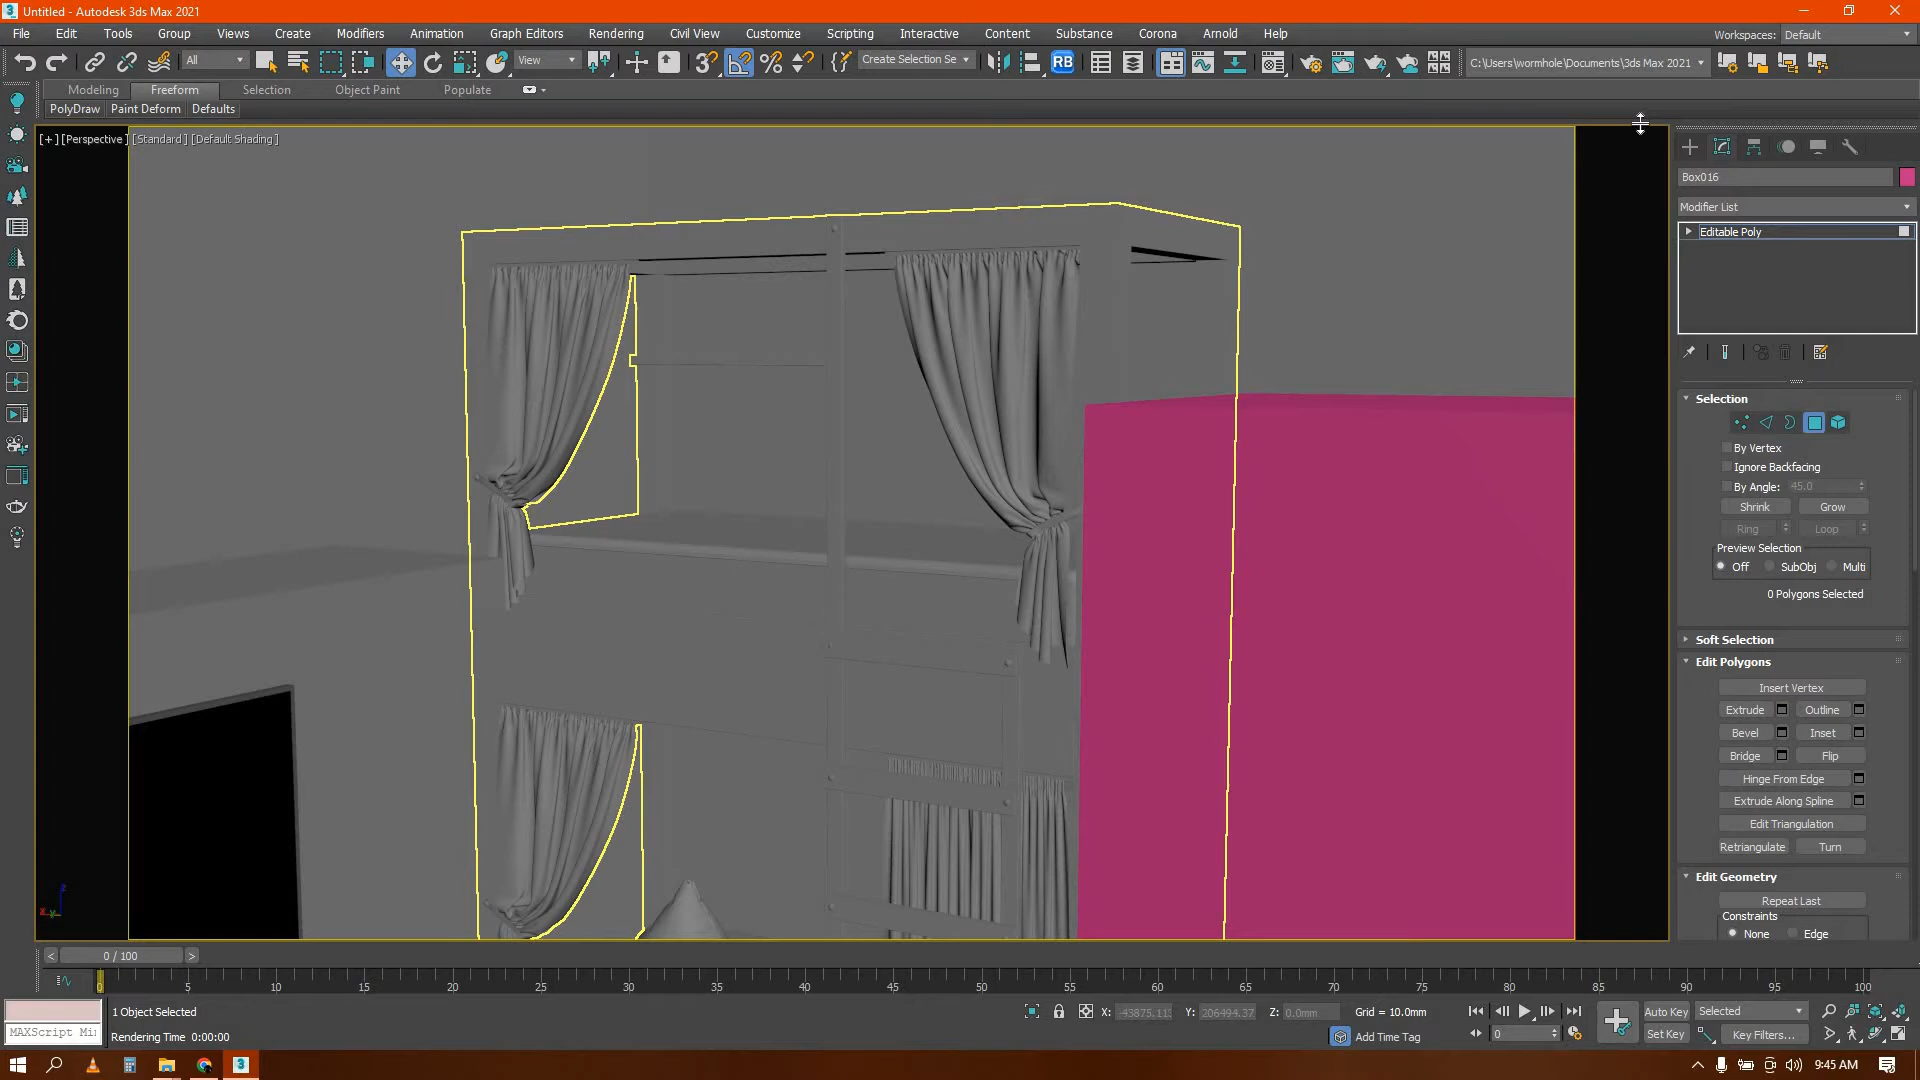 Untitled - Autodesk 3ds Max 2021
File Edit Tools Group Views Create Modifiers Animation Graph Editors Rendering Civil View Customize Scripting Interactive Content Substance Corona Arnold Help
Workspaces: Default
All View Create Selection Se RB C:\Users\wormhole\Documents\3ds Max 2021
Modeling Freeform Selection Object Paint Populate
PolyDraw Paint Deform Defaults
[+] [Perspective ] [Standard ] [Default Shading ]
Box016
Modifier List
Editable Poly
Selection
By Vertex
Ignore Backfacing
By Angle: 45.0
Shrink Grow
Ring Loop
Preview Selection
Off SubObj Multi
0 Polygons Selected
Soft Selection
Edit Polygons
Insert Vertex
Extrude Outline
Bevel Inset
Bridge Flip
Hinge From Edge
Extrude Along Spline
Edit Triangulation
Retriangulate Turn
Edit Geometry
Repeat Last
Constraints
None Edge
< 0 / 100 >
0 5 10 15 20 25 30 35 40 45 50 55 60 65 70 75 80 85 90 95 100
1 Object Selected X: Y: 206494.37 Z: 0.0mm Grid = 10.0mm Auto Key Selected
MAXScript Mi
Rendering Time 0:00:00 Add Time Tag 0 Set Key Key Filters...
9:45 AM